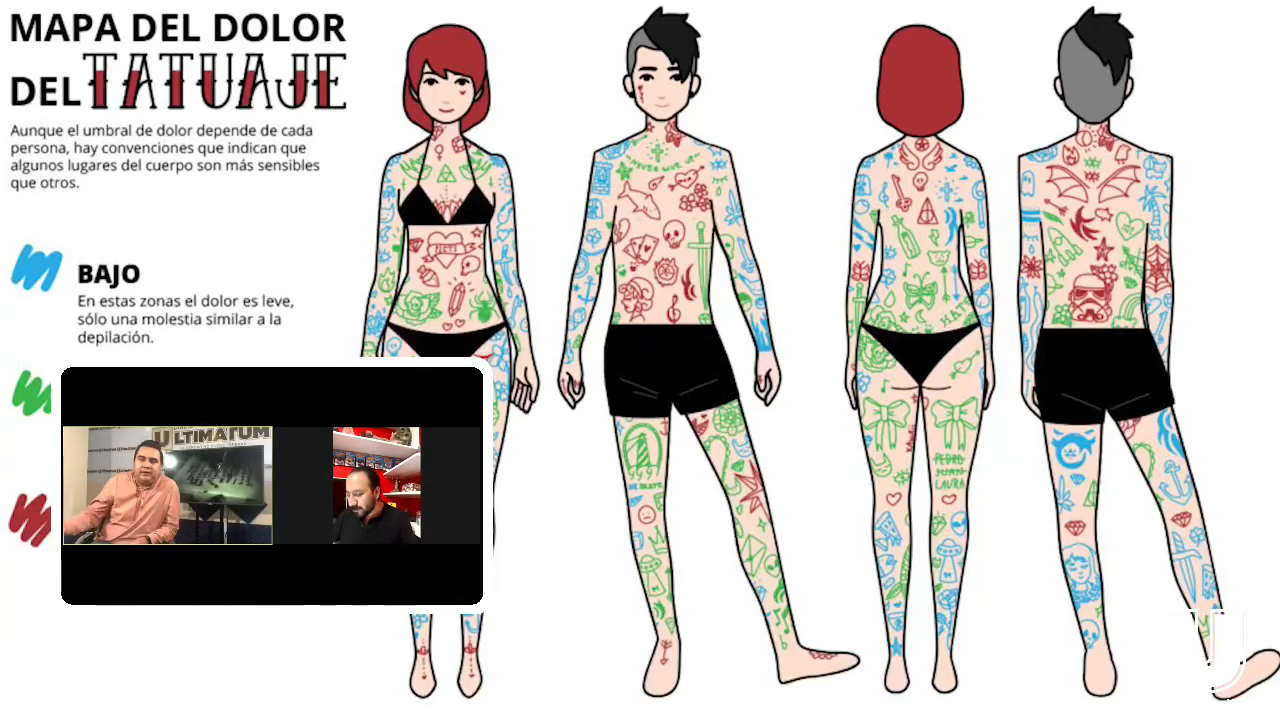 MAPA DEL DOLOR
DEL TATUAJE
Aunque el umbral de dolor depende de cada
persona, hay convenciones que indican que
algunos lugares del cuerpo son más sensibles
que otros.
BAJO
En estas zonas el dolor es leve,
sólo una molestia similar a la
depilación.
ULTIMATUM
PEDRO
JUAN
LAURA
U